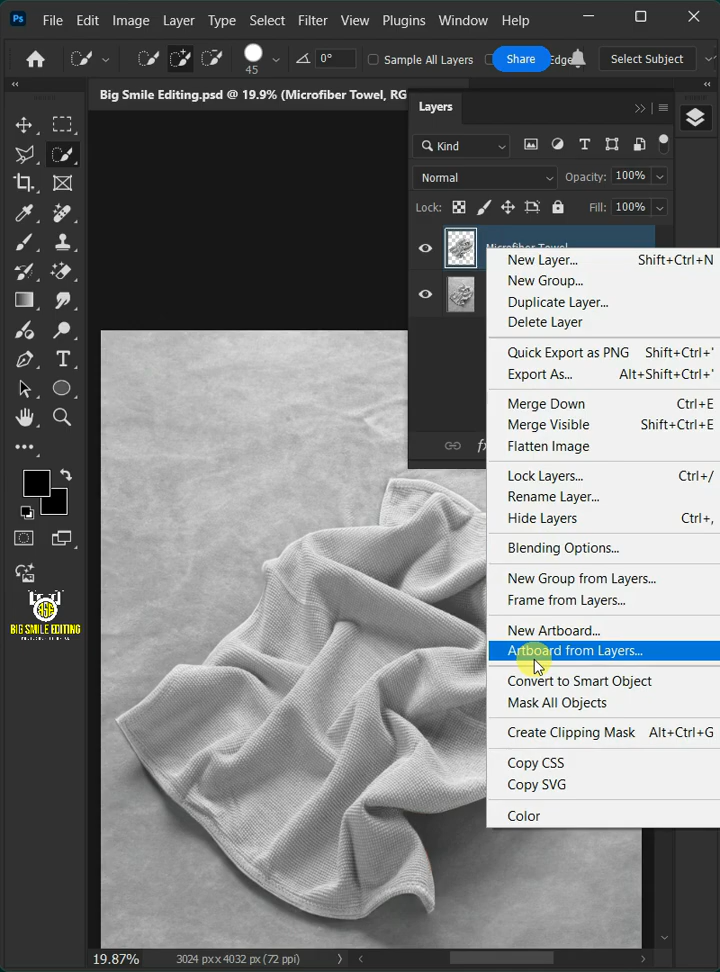 Ps File Edit Image Layer Type Select Filter View Plugins Window Help
45 0° Sample All Layers Share Edge Select Subject
Big Smile Editing.psd @ 19.9% (Microfiber Towel, RG
Layers
Kind
Normal Opacity: 100%
Lock: Fill: 100%
Microfiber Towel
New Layer... Shift+Ctrl+N
New Group...
Duplicate Layer...
Delete Layer
Quick Export as PNG Shift+Ctrl+'
Export As... Alt+Shift+Ctrl+'
Merge Down Ctrl+E
Merge Visible Shift+Ctrl+E
Flatten Image
fx
Lock Layers... Ctrl+/
Rename Layer...
Hide Layers Ctrl+,
Blending Options...
New Group from Layers...
Frame from Layers...
New Artboard...
Artboard from Layers...
Convert to Smart Object
Mask All Objects
Create Clipping Mask Alt+Ctrl+G
Copy CSS
Copy SVG
Color
BIG SMILE EDITING
19.87% 3024 px x 4032 px (72 ppi)